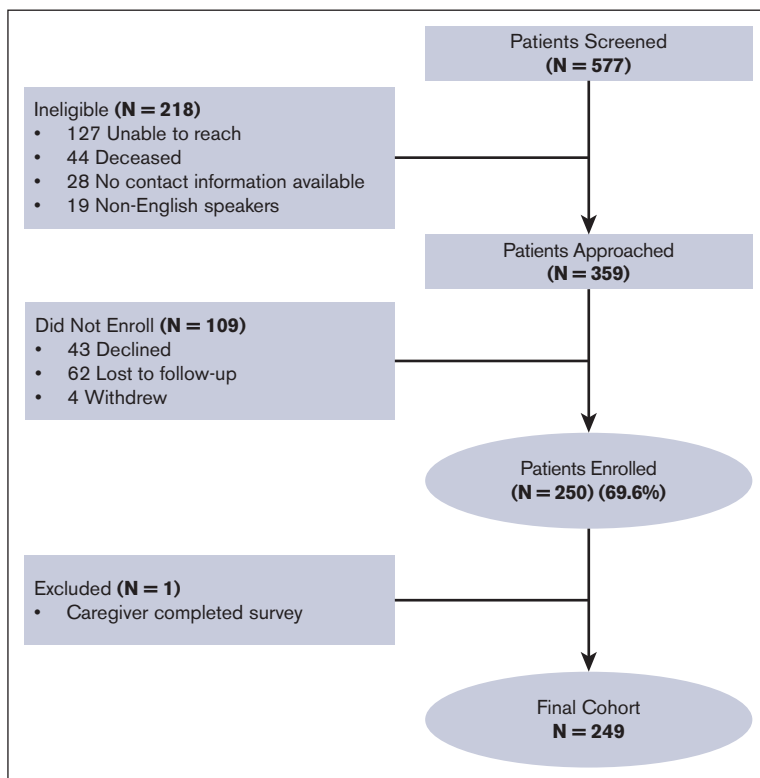 Patients Screened
(N = 577)
Ineligible (N = 218)
• 127 Unable to reach
• 44 Deceased
• 28 No contact information available
• 19 Non-English speakers
Patients Approached
(N = 359)
Did Not Enroll (N = 109)
• 43 Declined
• 62 Lost to follow-up
• 4 Withdrew
Patients Enrolled
(N = 250) (69.6%)
Excluded (N = 1)
• Caregiver completed survey
Final Cohort
N = 249